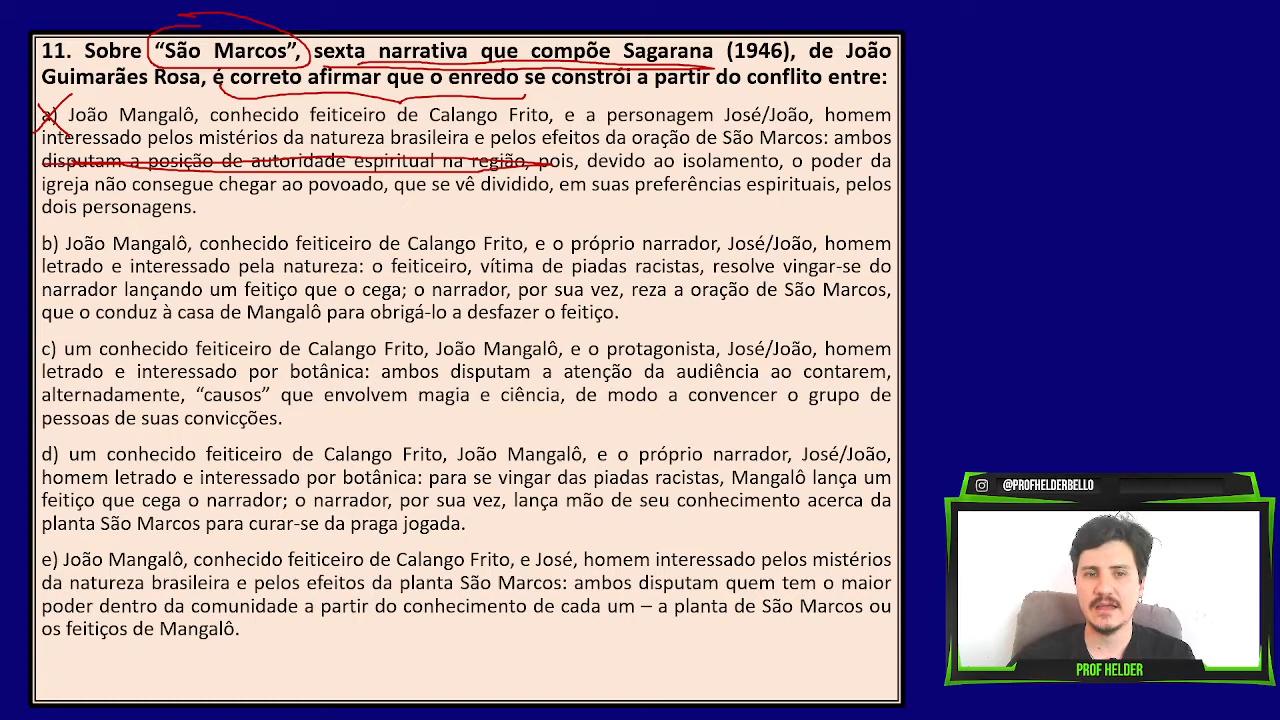 11. Sobre “São Marcos”, sexta narrativa que compõe Sagarana (1946), de João
Guimarães Rosa, é correto afirmar que o enredo se constrói a partir do conflito entre:
a) João Mangalô, conhecido feiticeiro de Calango Frito, e a personagem José/João, homem
interessado pelos mistérios da natureza brasileira e pelos efeitos da oração de São Marcos: ambos
disputam a posição de autoridade espiritual na região, pois, devido ao isolamento, o poder da
igreja não consegue chegar ao povoado, que se vê dividido, em suas preferências espirituais, pelos
dois personagens.
b) João Mangalô, conhecido feiticeiro de Calango Frito, e o próprio narrador, José/João, homem
letrado e interessado pela natureza: o feiticeiro, vítima de piadas racistas, resolve vingar-se do
narrador lançando um feitiço que o cega; o narrador, por sua vez, reza a oração de São Marcos,
que o conduz à casa de Mangalô para obrigá-lo a desfazer o feitiço.
c) um conhecido feiticeiro de Calango Frito, João Mangalô, e o protagonista, José/João, homem
letrado e interessado por botânica: ambos disputam a atenção da audiência ao contarem,
alternadamente, “causos” que envolvem magia e ciência, de modo a convencer o grupo de
pessoas de suas convicções.
d) um conhecido feiticeiro de Calango Frito, João Mangalô, e o próprio narrador, José/João,
homem letrado e interessado por botânica: para se vingar das piadas racistas, Mangalô lança um
feitiço que cega o narrador; o narrador, por sua vez, lança mão de seu conhecimento acerca da
planta São Marcos para curar-se da praga jogada.
e) João Mangalô, conhecido feiticeiro de Calango Frito, e José, homem interessado pelos mistérios
da natureza brasileira e pelos efeitos da planta São Marcos: ambos disputam quem tem o maior
poder dentro da comunidade a partir do conhecimento de cada um – a planta de São Marcos ou
os feitiços de Mangalô.
@PROFHELDERBELLO
PROF HELDER